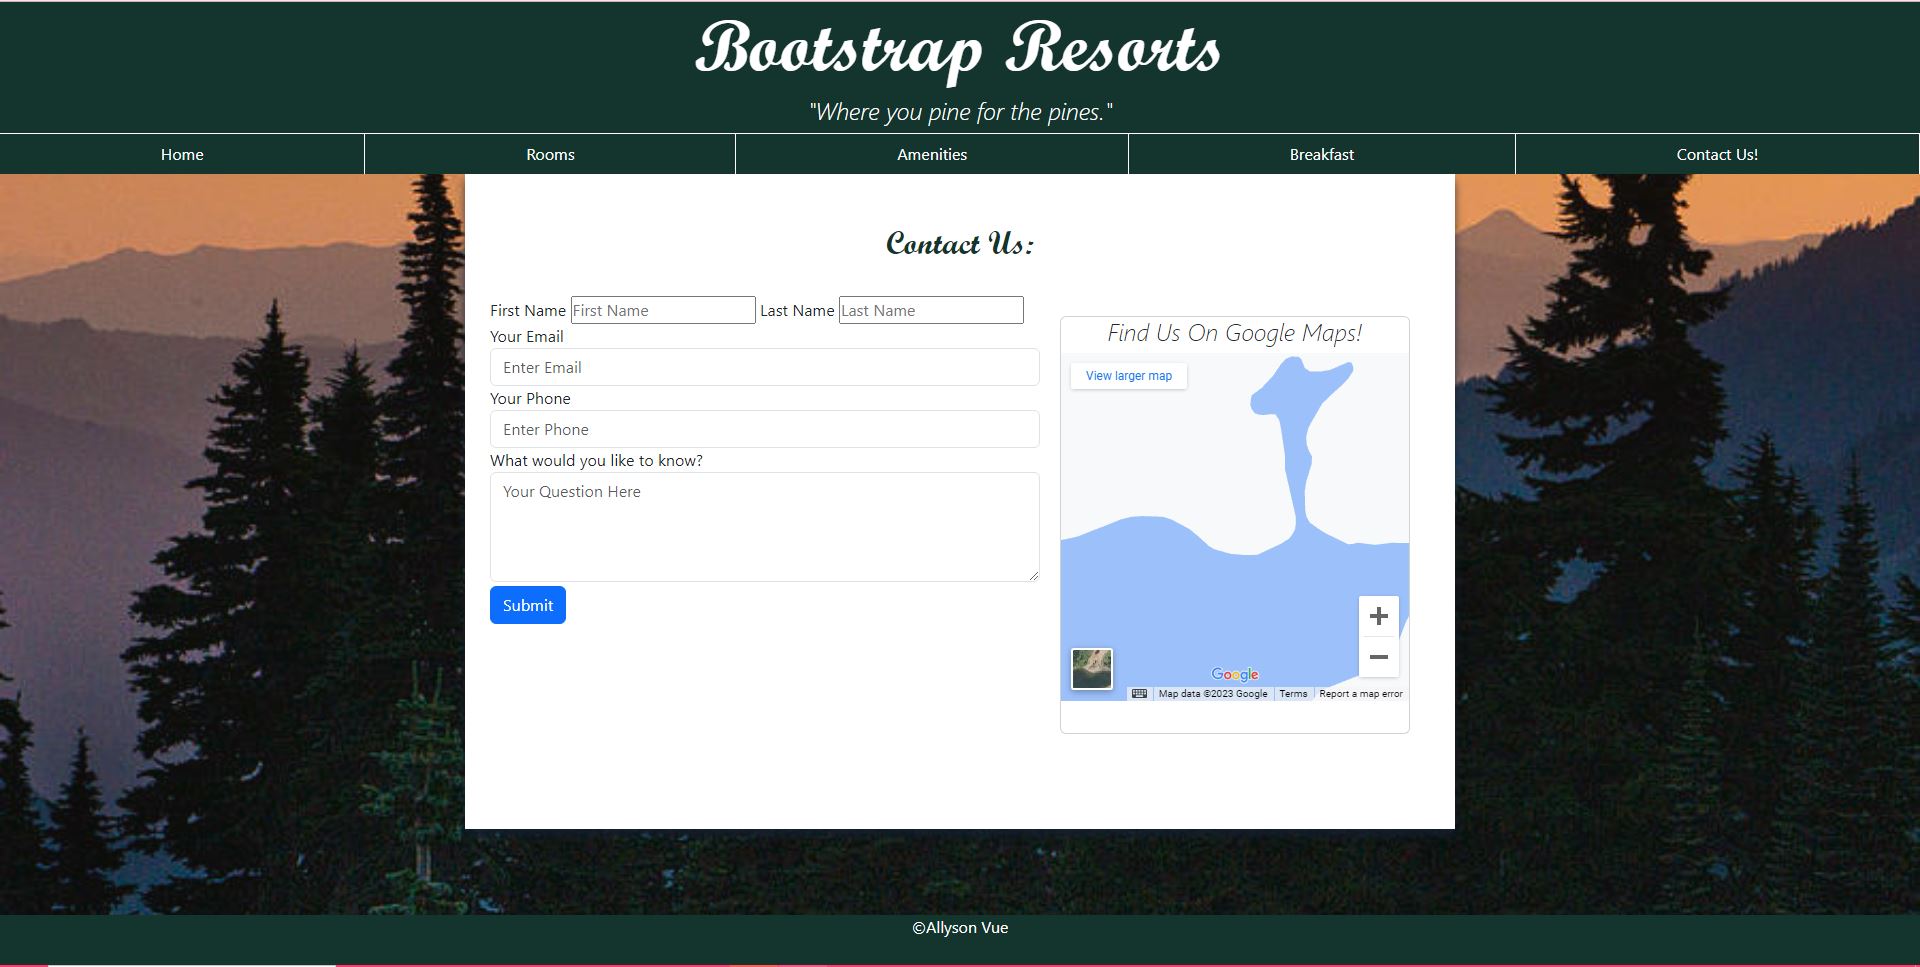 Bootstrap Resorts
"Where you pine for the pines."
Home Rooms Amenities Breakfast Contact Us!
Contact Us:
First Name First Name Last Name Last Name
Your Email
Enter Email
Your Phone
Enter Phone
What would you like to know?
Your Question Here
Submit
Find Us On Google Maps!
View larger map
Google
Map data ©2023 Google Terms Report a map error
©Allyson Vue